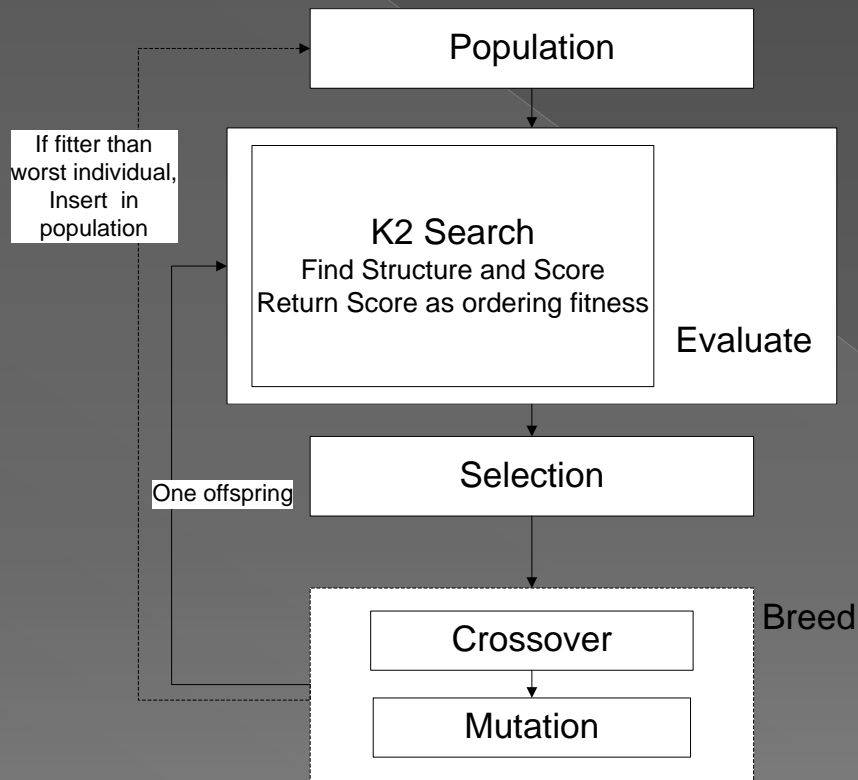 Population
If fitter than
worst individual,
Insert in
population
K2 Search
Find Structure and Score
Return Score as ordering fitness
Evaluate
Selection
One offspring
Breed
Crossover
Mutation